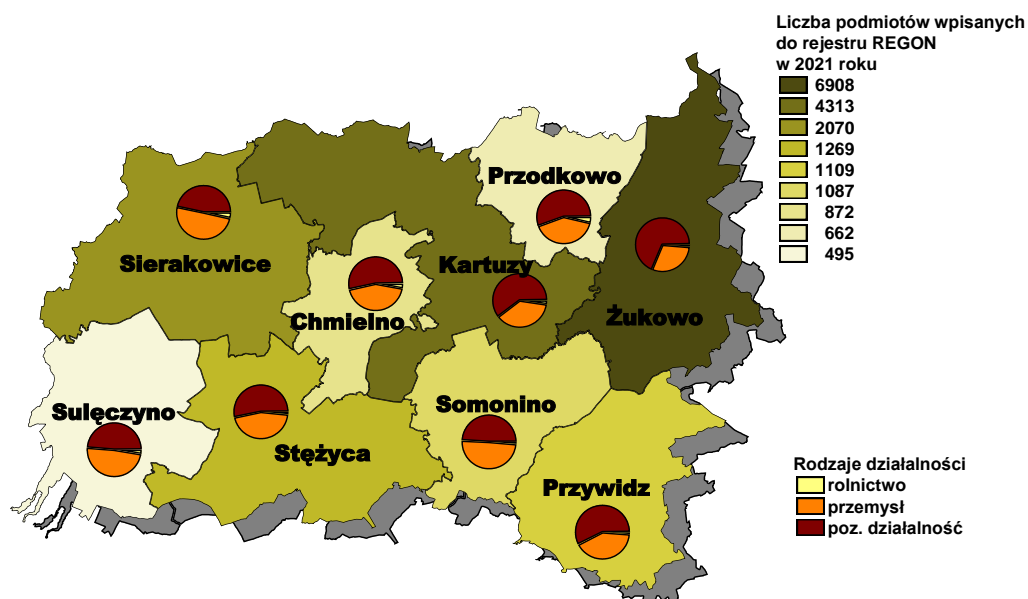 Liczba podmiotów wpisanych
do rejestru REGON
w 2021 roku
6908
4313
2070
1269
1109
1087
872
662
495
Przodkowo
Sierakowice
Kartuzy
Chmielno
Żukowo
Sulęczyno
Somonino
Stężyca
Przywidz
Rodzaje działalności
rolnictwo
przemysł
poz. działalność